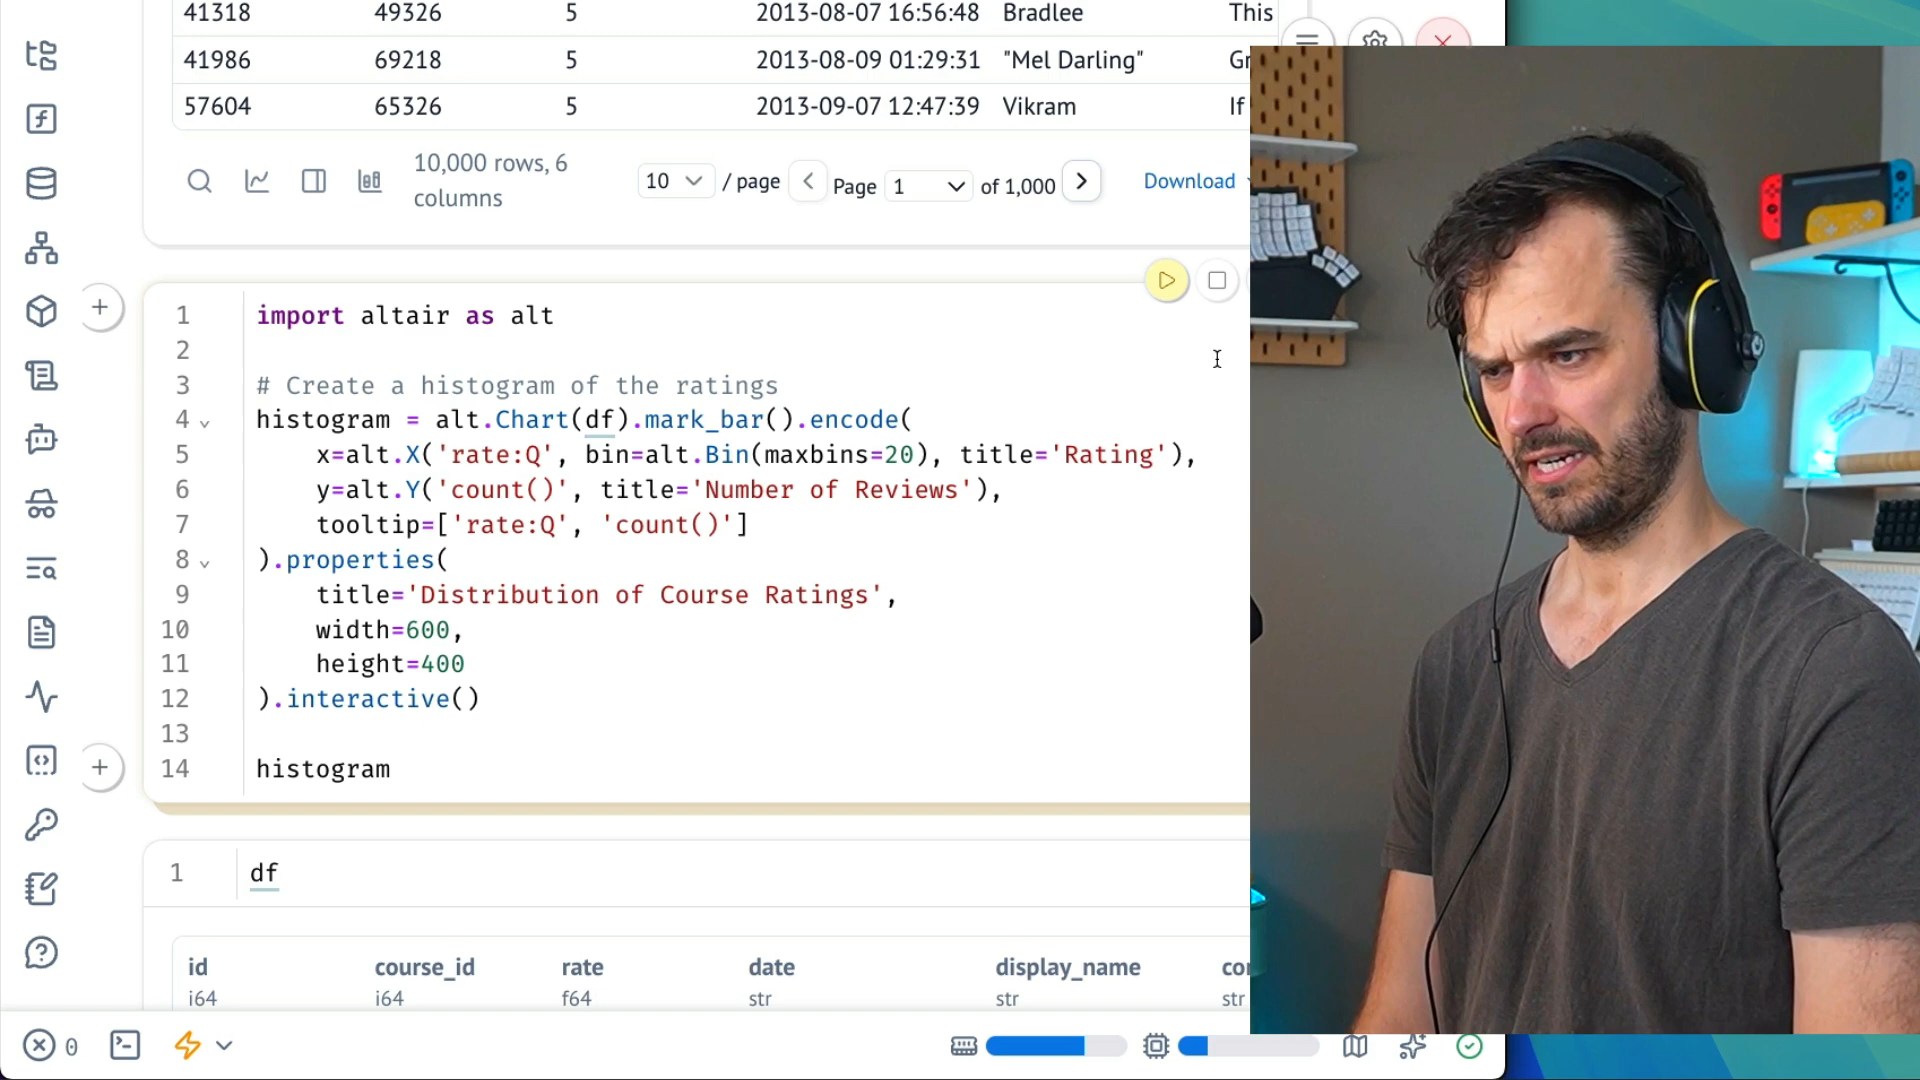 41318 49326 5 2013-08-07 16:56:48 Bradlee This
41986 69218 5 2013-08-09 01:29:31 "Mel Darling" Gr
57604 65326 5 2013-09-07 12:47:39 Vikram If
10,000 rows, 6 columns
10 / page Page 1 of 1,000 Download
1 import altair as alt
2
3 # Create a histogram of the ratings
4 histogram = alt.Chart(df).mark_bar().encode(
5 x=alt.X('rate:Q', bin=alt.Bin(maxbins=20), title='Rating'),
6 y=alt.Y('count()', title='Number of Reviews'),
7 tooltip=['rate:Q', 'count()']
8 ).properties(
9 title='Distribution of Course Ratings',
10 width=600,
11 height=400
12 ).interactive()
13
14 histogram
1 df
id course_id rate date display_name co
i64 i64 f64 str str str
0